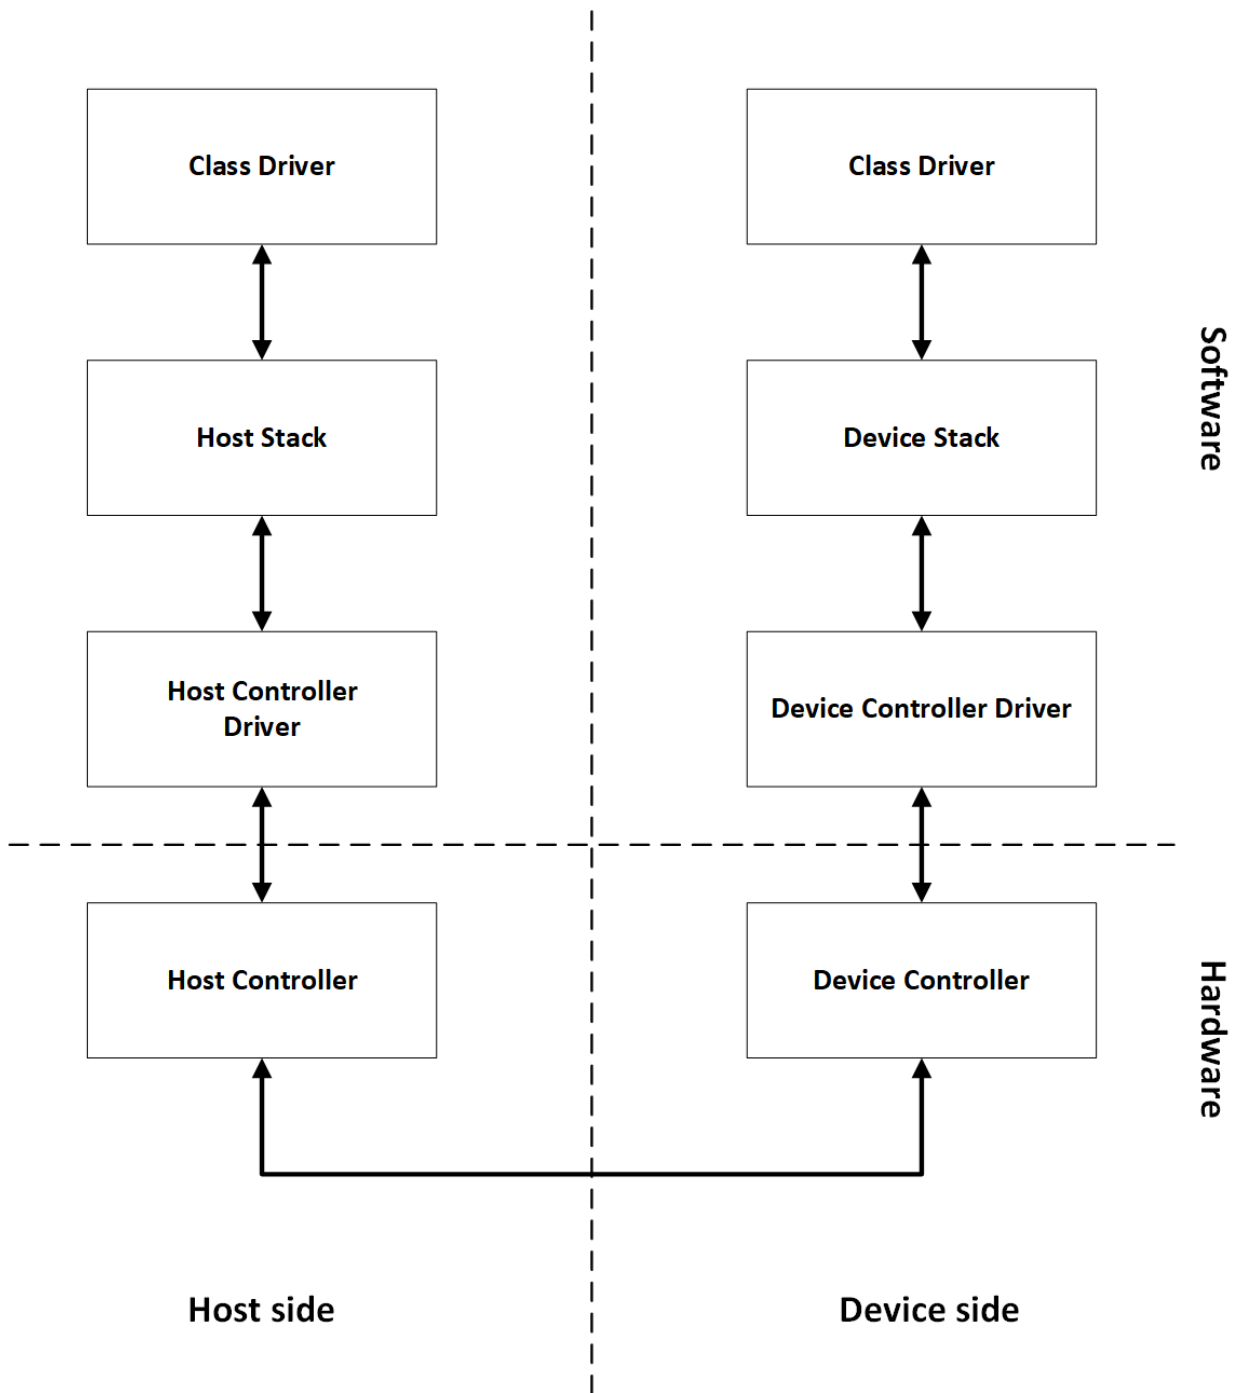 Class Driver
Class Driver
Host Stack
Device Stack
Software
Host Controller
Driver
Device Controller Driver
Host Controller
Device Controller
Hardware
Host side
Device side